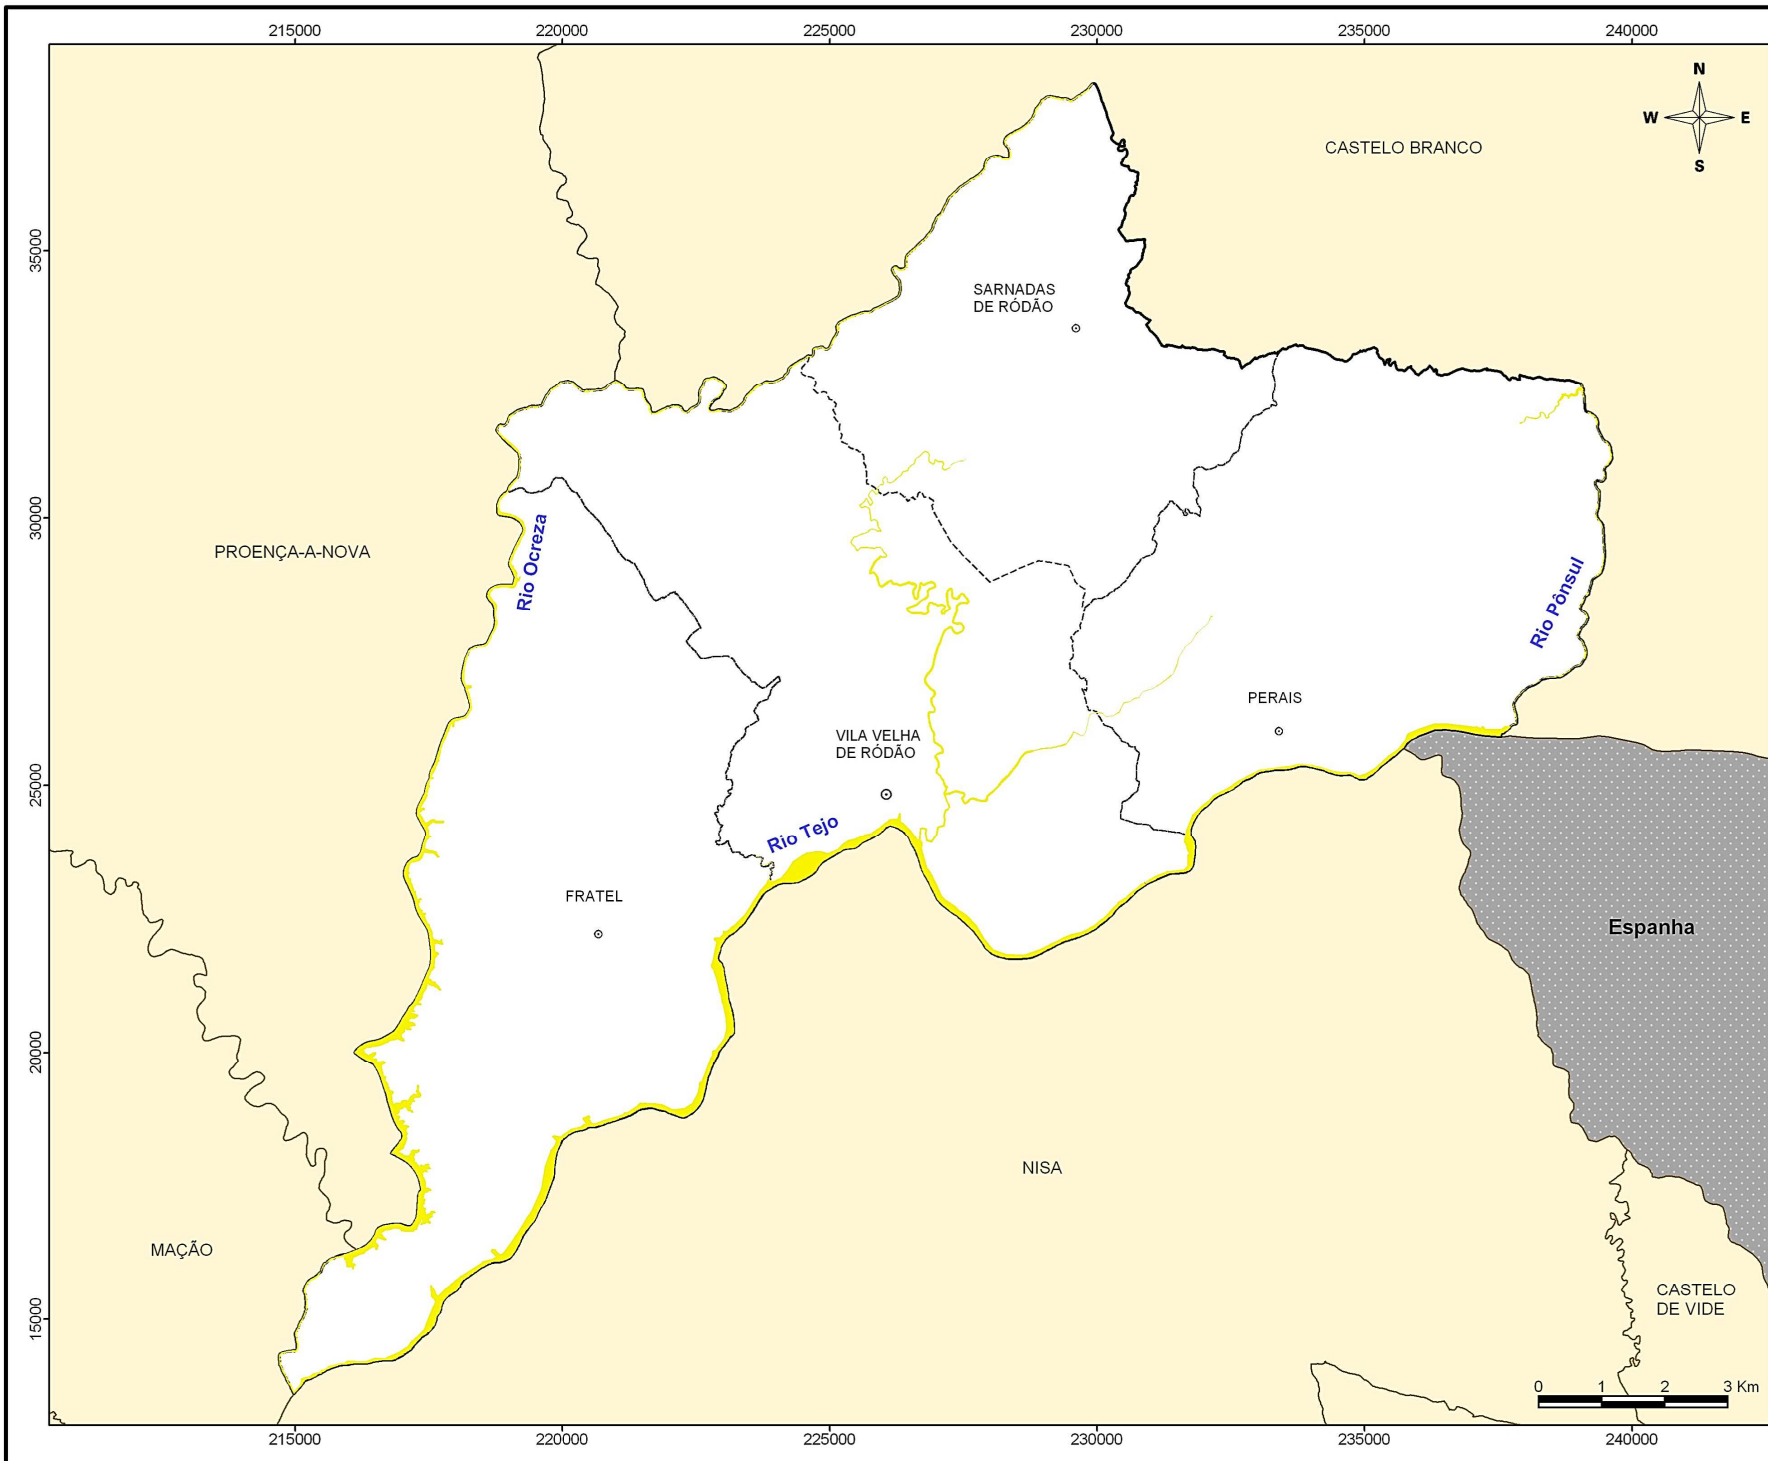 215000
220000
225000
230000
235000
240000
N
W
E
S
CASTELO BRANCO
35000
SARNADAS
DE RÓDÃO
30000
Rio Ocreza
PROENÇA-A-NOVA
Rio Pônsul
PERAIS
VILA VELHA
DE RÓDÃO
25000
Rio Tejo
FRATEL
Espanha
20000
NISA
MAÇÃO
CASTELO
DE VIDE
15000
0 1 2 3 Km
215000
220000
225000
230000
235000
240000